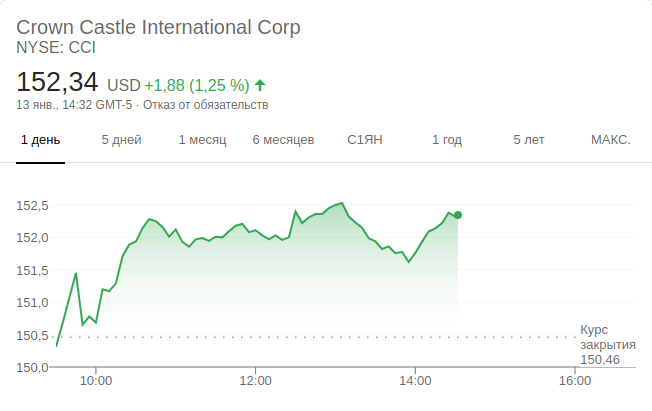 Crown Castle International Corp
NYSE: CCI
152,34 USD +1,88 (1,25 %)
13 янв., 14:32 GMT-5 · Отказ от обязательств
1 день 5 дней 1 месяц 6 месяцев С1ЯН 1 год 5 лет МАКС.
152,5
152,0
151,5
151,0
150,5
Курс
закрытия
150,46
150,0
10:00 12:00 14:00 16:00